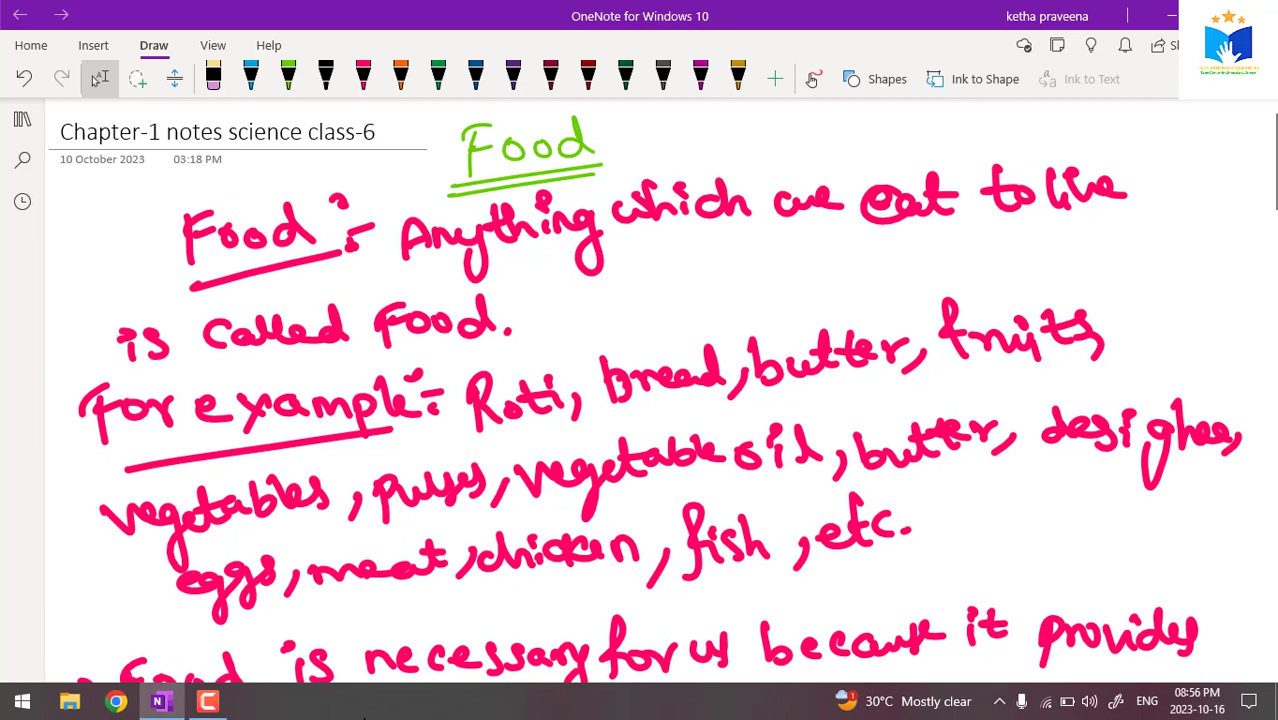 OneNote for Windows 10
ketha praveena
Home Insert Draw View Help
Shapes Ink to Shape Ink to Text
Chapter-1 notes science class-6
10 October 2023 03:18 PM
Food
Food :- Anything which we eat to live
is called Food.
For example :- Roti, bread, butter, fruits,
vegetables, pulses, vegetable oil, butter, desi ghee,
eggs, meat, chicken, fish, etc.
Food is necessary for us because it provides
30°C Mostly clear
ENG
08:56 PM
2023-10-16